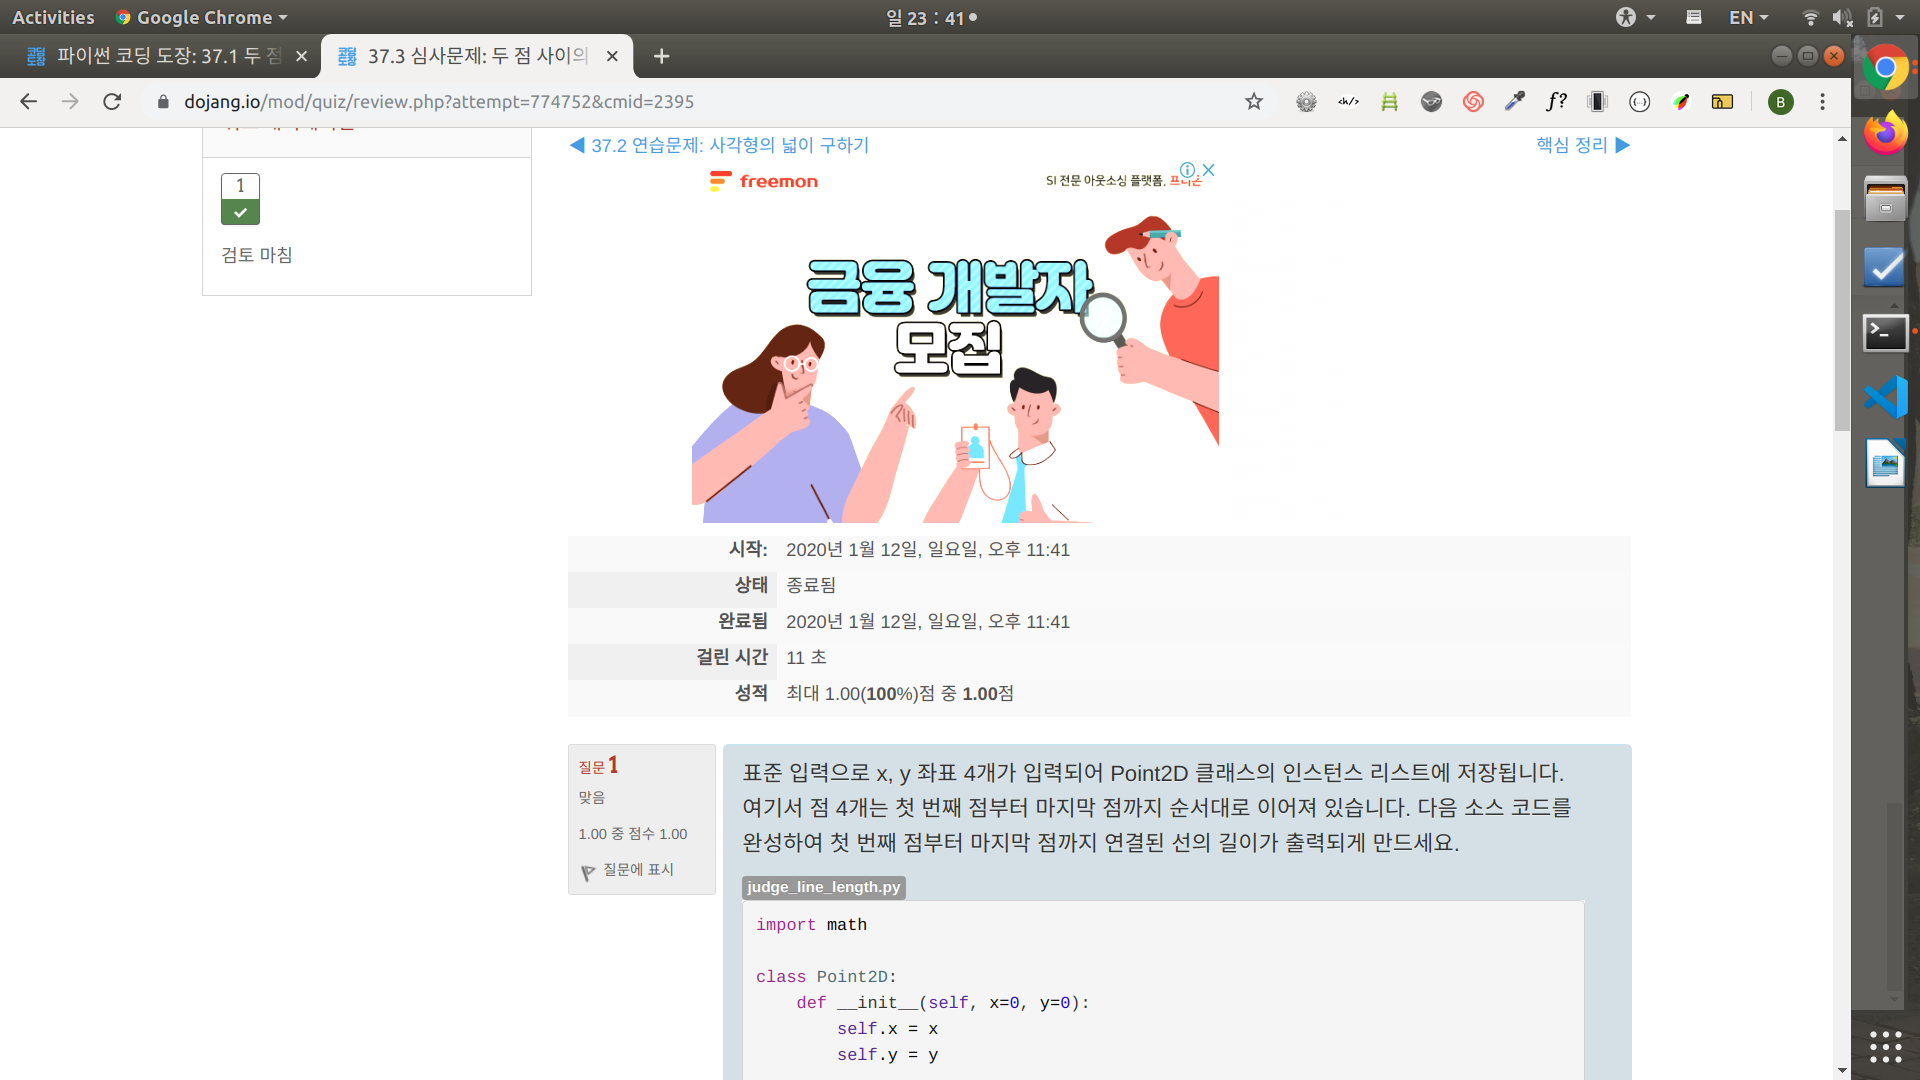 Activities
Google Chrome
일 23 : 41
EN
파이썬 코딩 도장: 37.1 두 점
37.3 심사문제: 두 점 사이의
dojang.io/mod/quiz/review.php?attempt=774752&cmid=2395
B
1
검토 마침
◀ 37.2 연습문제: 사각형의 넓이 구하기
핵심 정리 ▶
freemon
SI 전문 아웃소싱 플랫폼,
금융 개발자
모집
시작: 2020년 1월 12일, 일요일, 오후 11:41
상태 종료됨
완료됨 2020년 1월 12일, 일요일, 오후 11:41
걸린 시간 11 초
성적 최대 1.00(100%)점 중 1.00점
질문 1
맞음
1.00 중 점수 1.00
질문에 표시
표준 입력으로 x, y 좌표 4개가 입력되어 Point2D 클래스의 인스턴스 리스트에 저장됩니다.
여기서 점 4개는 첫 번째 점부터 마지막 점까지 순서대로 이어져 있습니다. 다음 소스 코드를
완성하여 첫 번째 점부터 마지막 점까지 연결된 선의 길이가 출력되게 만드세요.
judge_line_length.py
import math
class Point2D:
def __init__(self, x=0, y=0):
self.x = x
self.y = y